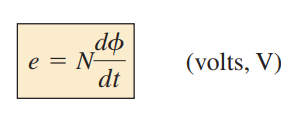 e = N dϕ/dt (volts, V)